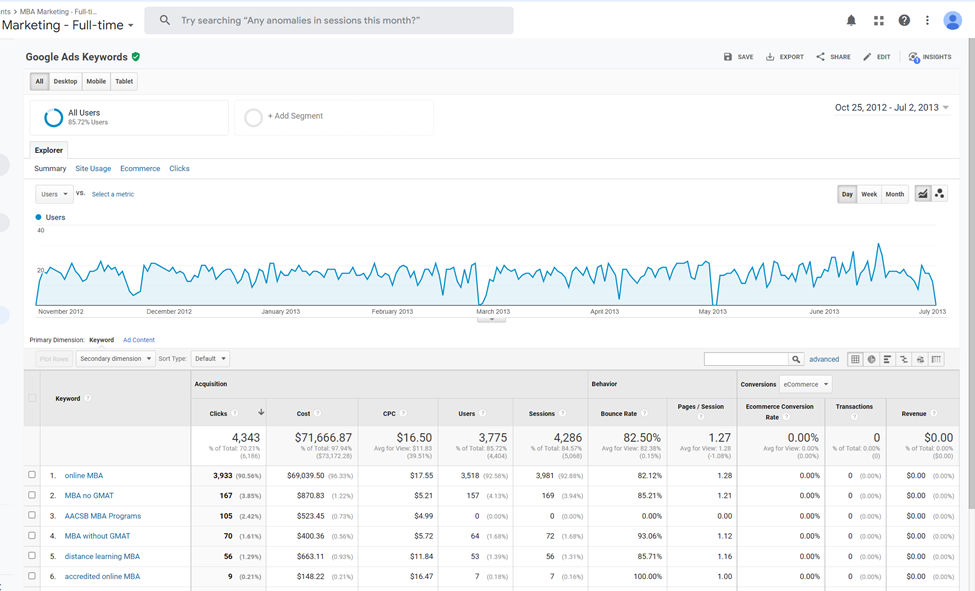 nts > MBA Marketing - Full-ti...
Marketing - Full-time
Try searching “Any anomalies in sessions this month?”
Google Ads Keywords
SAVE EXPORT SHARE EDIT INSIGHTS
All Desktop Mobile Tablet
All Users
85.72% Users
+ Add Segment
Oct 25, 2012 - Jul 2, 2013
Explorer
Summary Site Usage Ecommerce Clicks
Users vs. Select a metric
Day Week Month
Users
40
20
November 2012 December 2012 January 2013 February 2013 March 2013 April 2013 May 2013 June 2013 July 2013
Primary Dimension: Keyword Ad Content
Plot Rows Secondary dimension Sort Type: Default advanced
Keyword Acquisition Behavior Conversions eCommerce
Clicks Cost CPC Users Sessions Bounce Rate Pages / Session Ecommerce Conversion Rate Transactions Revenue
4,343 $71,666.87 $16.50 3,775 4,286 82.50% 1.27 0.00% 0 $0.00
% of Total: 70.21% % of Total: 97.94% Avg for View: $11.83 % of Total: 85.72% % of Total: 84.57% Avg for View: 82.38% Avg for View: 1.28 Avg for View: 0.00% % of Total: 0.00% % of Total: 0.00%
(6,186) ($73,172.28) (39.51%) (4,404) (5,068) (0.15%) (-1.08%) (0.00%) (0) ($0.00)
1. online MBA 3,933 (90.56%) $69,039.50 (96.33%) $17.55 3,518 (92.58%) 3,981 (92.88%) 82.12% 1.28 0.00% 0 (0.00%) $0.00 (0.00%)
2. MBA no GMAT 167 (3.85%) $870.83 (1.22%) $5.21 157 (4.13%) 169 (3.94%) 85.21% 1.21 0.00% 0 (0.00%) $0.00 (0.00%)
3. AACSB MBA Programs 105 (2.42%) $523.45 (0.73%) $4.99 0 (0.00%) 0 (0.00%) 0.00% 0.00 0.00% 0 (0.00%) $0.00 (0.00%)
4. MBA without GMAT 70 (1.61%) $400.36 (0.56%) $5.72 64 (1.68%) 72 (1.68%) 93.06% 1.12 0.00% 0 (0.00%) $0.00 (0.00%)
5. distance learning MBA 56 (1.29%) $663.11 (0.93%) $11.84 53 (1.39%) 56 (1.31%) 85.71% 1.16 0.00% 0 (0.00%) $0.00 (0.00%)
6. accredited online MBA 9 (0.21%) $148.22 (0.21%) $16.47 7 (0.18%) 7 (0.16%) 100.00% 1.00 0.00% 0 (0.00%) $0.00 (0.00%)